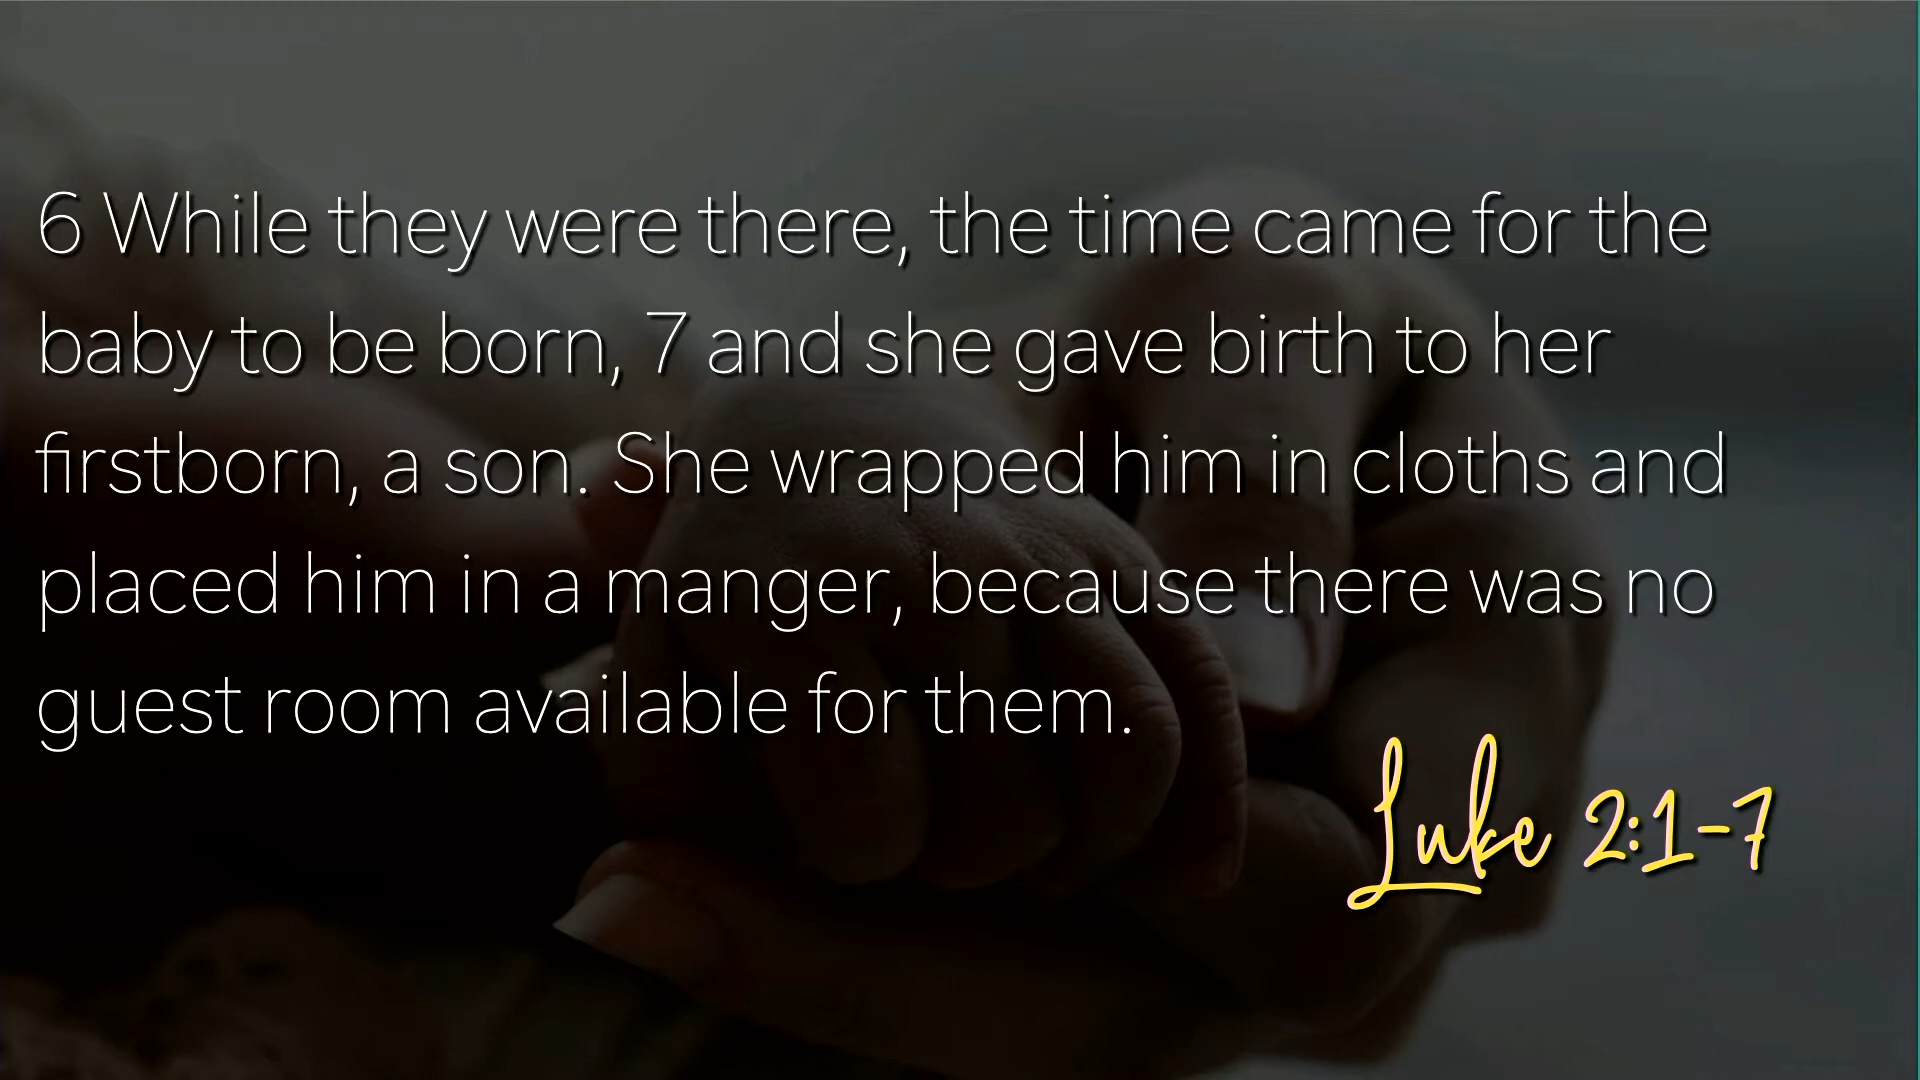 6 While they were there, the time came for the
baby to be born, 7 and she gave birth to her
firstborn, a son. She wrapped him in cloths and
placed him in a manger, because there was no
guest room available for them.
Luke 2:1-7